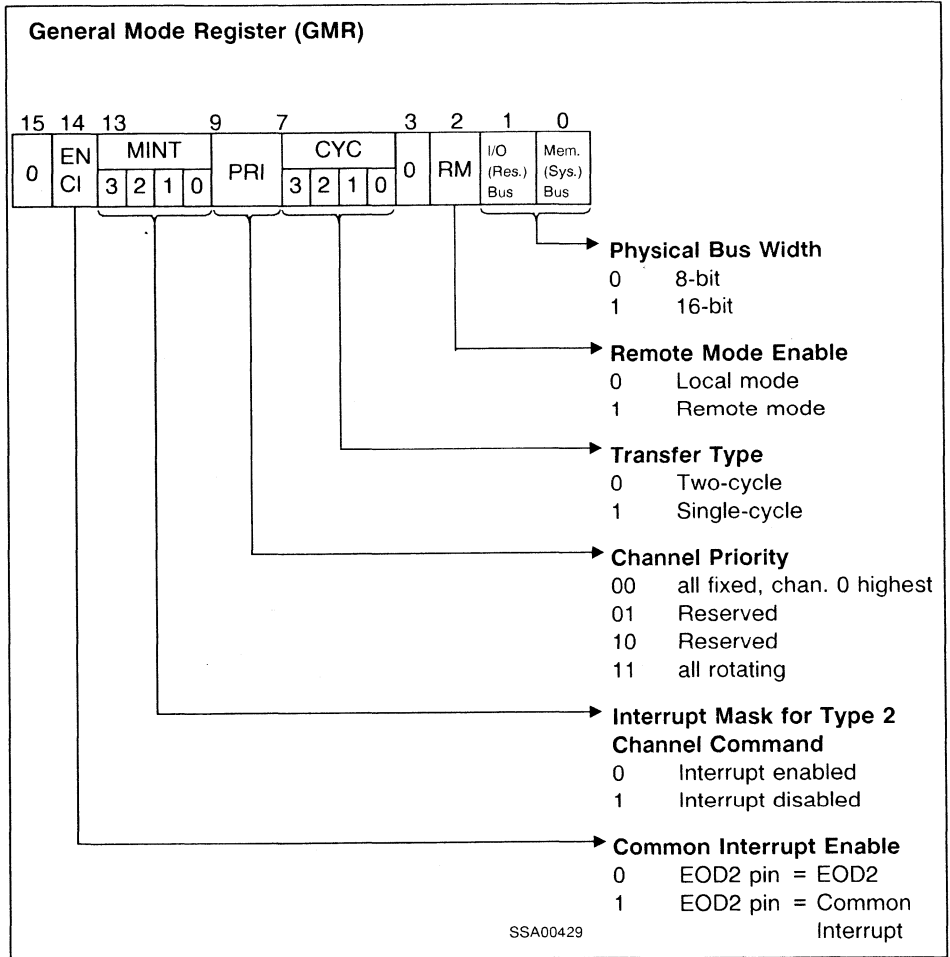 General Mode Register (GMR)
15 14 13 9 7 3 2 1 0
0 EN CI MINT 3 2 1 0 PRI CYC 3 2 1 0 0 RM I/O (Res.) Bus Mem. (Sys.) Bus
Physical Bus Width
0 8-bit
1 16-bit
Remote Mode Enable
0 Local mode
1 Remote mode
Transfer Type
0 Two-cycle
1 Single-cycle
Channel Priority
00 all fixed, chan. 0 highest
01 Reserved
10 Reserved
11 all rotating
Interrupt Mask for Type 2
Channel Command
0 Interrupt enabled
1 Interrupt disabled
Common Interrupt Enable
0 EOD2 pin = EOD2
1 EOD2 pin = Common
Interrupt
SSA00429